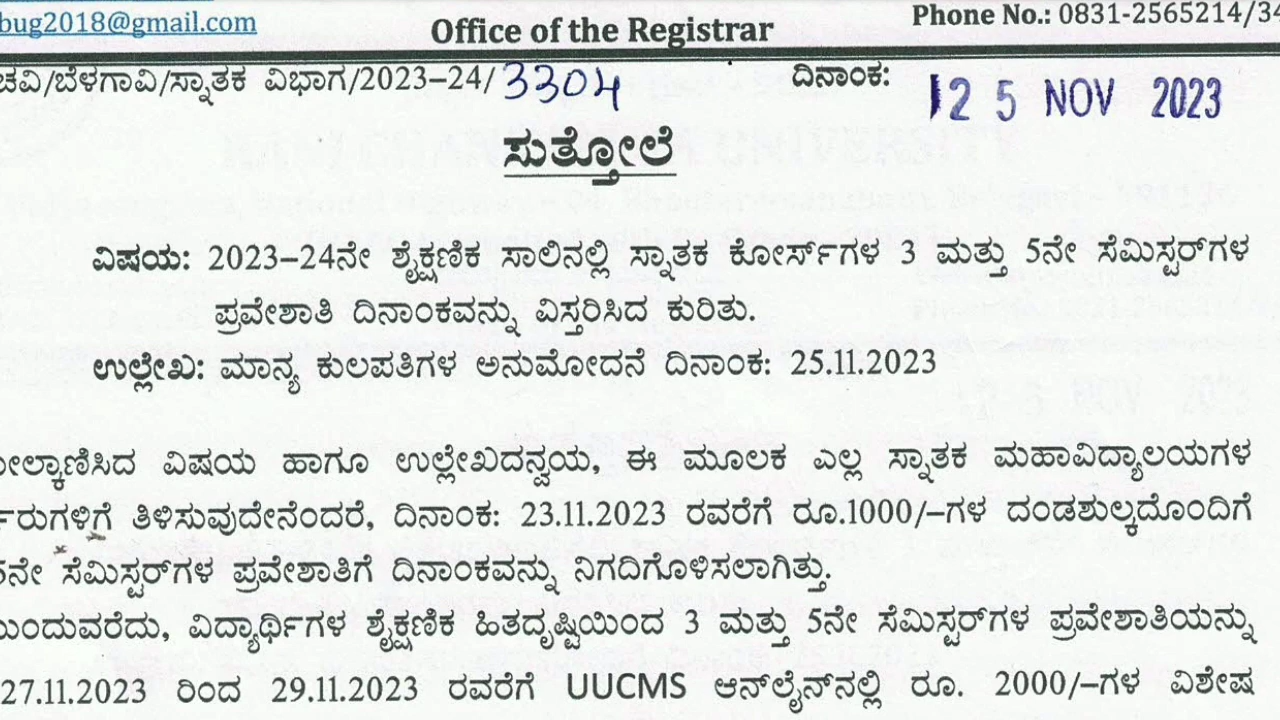 bug2018@gmail.com Office of the Registrar Phone No.: 0831-2565214/34
ಚವಿ/ಬೆಳಗಾವಿ/ಸ್ನಾತಕ ವಿಭಾಗ/2023–24/3304 ದಿನಾಂಕ: 25 NOV 2023
ಸುತ್ತೋಲೆ
ವಿಷಯ: 2023–24ನೇ ಶೈಕ್ಷಣಿಕ ಸಾಲಿನಲ್ಲಿ ಸ್ನಾತಕ ಕೋರ್ಸ್‌ಗಳ 3 ಮತ್ತು 5ನೇ ಸೆಮಿಸ್ಟರ್‌ಗಳ
ಪ್ರವೇಶಾತಿ ದಿನಾಂಕವನ್ನು ವಿಸ್ತರಿಸಿದ ಕುರಿತು.
ಉಲ್ಲೇಖ: ಮಾನ್ಯ ಕುಲಪತಿಗಳ ಅನುಮೋದನೆ ದಿನಾಂಕ: 25.11.2023
ಮೇಲ್ಕಾಣಿಸಿದ ವಿಷಯ ಹಾಗೂ ಉಲ್ಲೇಖಿದನ್ವಯ, ಈ ಮೂಲಕ ಎಲ್ಲ ಸ್ನಾತಕ ಮಹಾವಿದ್ಯಾಲಯಗಳ
ರುಗಳಿಗೆ ತಿಳಿಸುವುದೇನೆಂದರೆ, ದಿನಾಂಕ: 23.11.2023 ರವರೆಗೆ ರೂ.1000/–ಗಳ ದಂಡಶುಲ್ಕದೊಂದಿಗೆ
5ನೇ ಸೆಮಿಸ್ಟರ್‌ಗಳ ಪ್ರವೇಶಾತಿಗೆ ದಿನಾಂಕವನ್ನು ನಿಗದಿಗೊಳಿಸಲಾಗಿತ್ತು.
ಮುಂದುವರೆದು, ವಿದ್ಯಾರ್ಥಿಗಳ ಶೈಕ್ಷಣಿಕ ಹಿತದೃಷ್ಟಿಯಿಂದ 3 ಮತ್ತು 5ನೇ ಸೆಮಿಸ್ಟರ್‌ಗಳ ಪ್ರವೇಶಾತಿಯನ್ನು
27.11.2023 ರಿಂದ 29.11.2023 ರವರೆಗೆ UUCMS ಆನ್‌ಲೈನ್‌ನಲ್ಲಿ ರೂ. 2000/–ಗಳ ವಿಶೇಷ